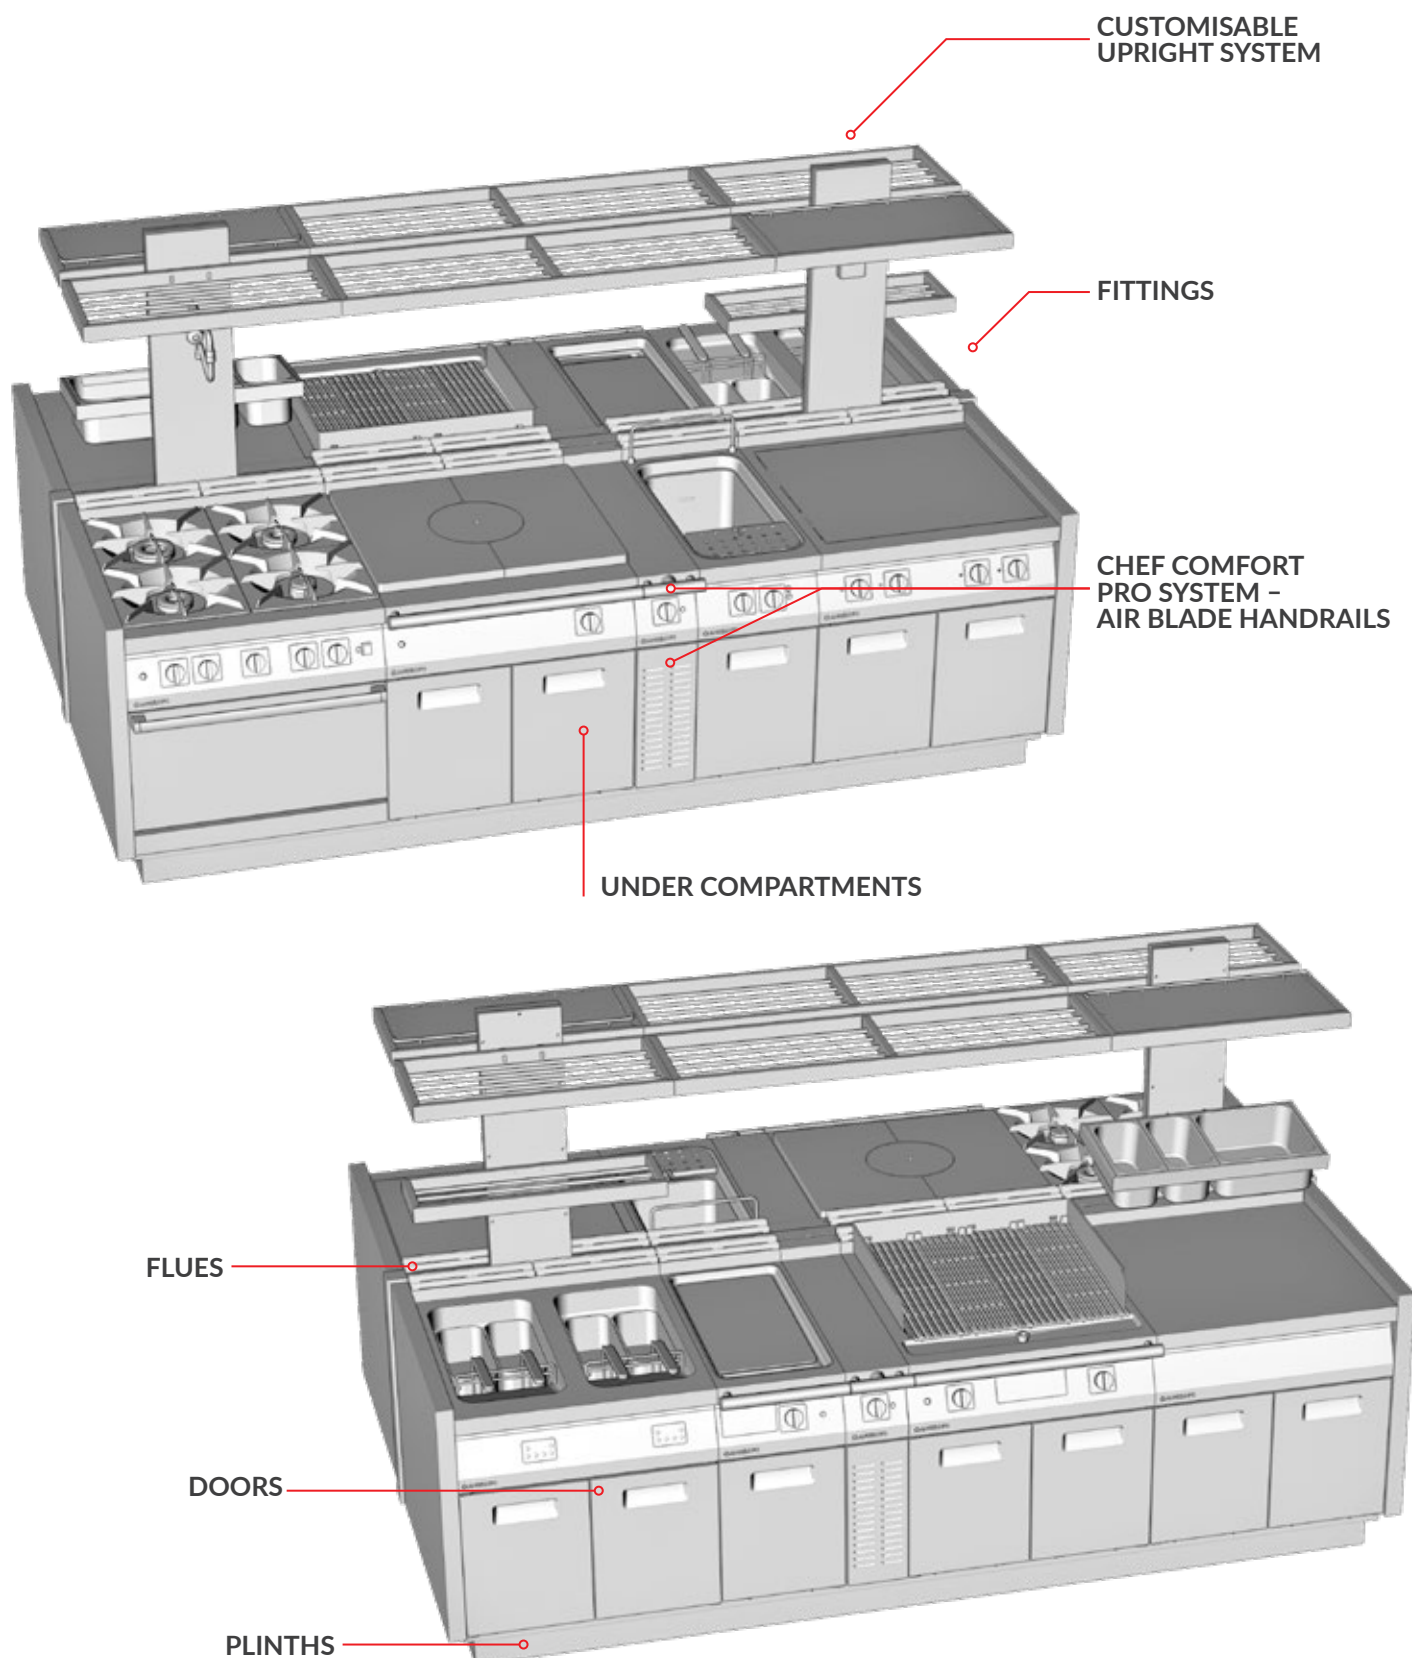 CUSTOMISABLE
UPRIGHT SYSTEM
FITTINGS
CHEF COMFORT
PRO SYSTEM –
AIR BLADE HANDRAILS
UNDER COMPARTMENTS
FLUES
DOORS
PLINTHS